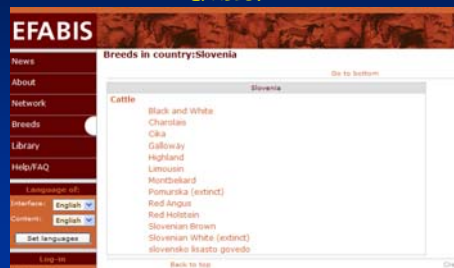 EFABIS
Breeds in country:Slovenia
News
Go to bottom
About
Slovenia
Network
Cattle
Black and White
Charolais
Breeds
Cika
Galloway
Library
Highland
Limousin
Help/FAQ
Montbekard
Pomurska (extinct)
Language of:
Red Angus
Interface: English
Red Holstein
Content: English
Slovenian Brown
Set languages
Slovenian White (extinct)
slovensko lisasto govedo
Log-in
Back to top